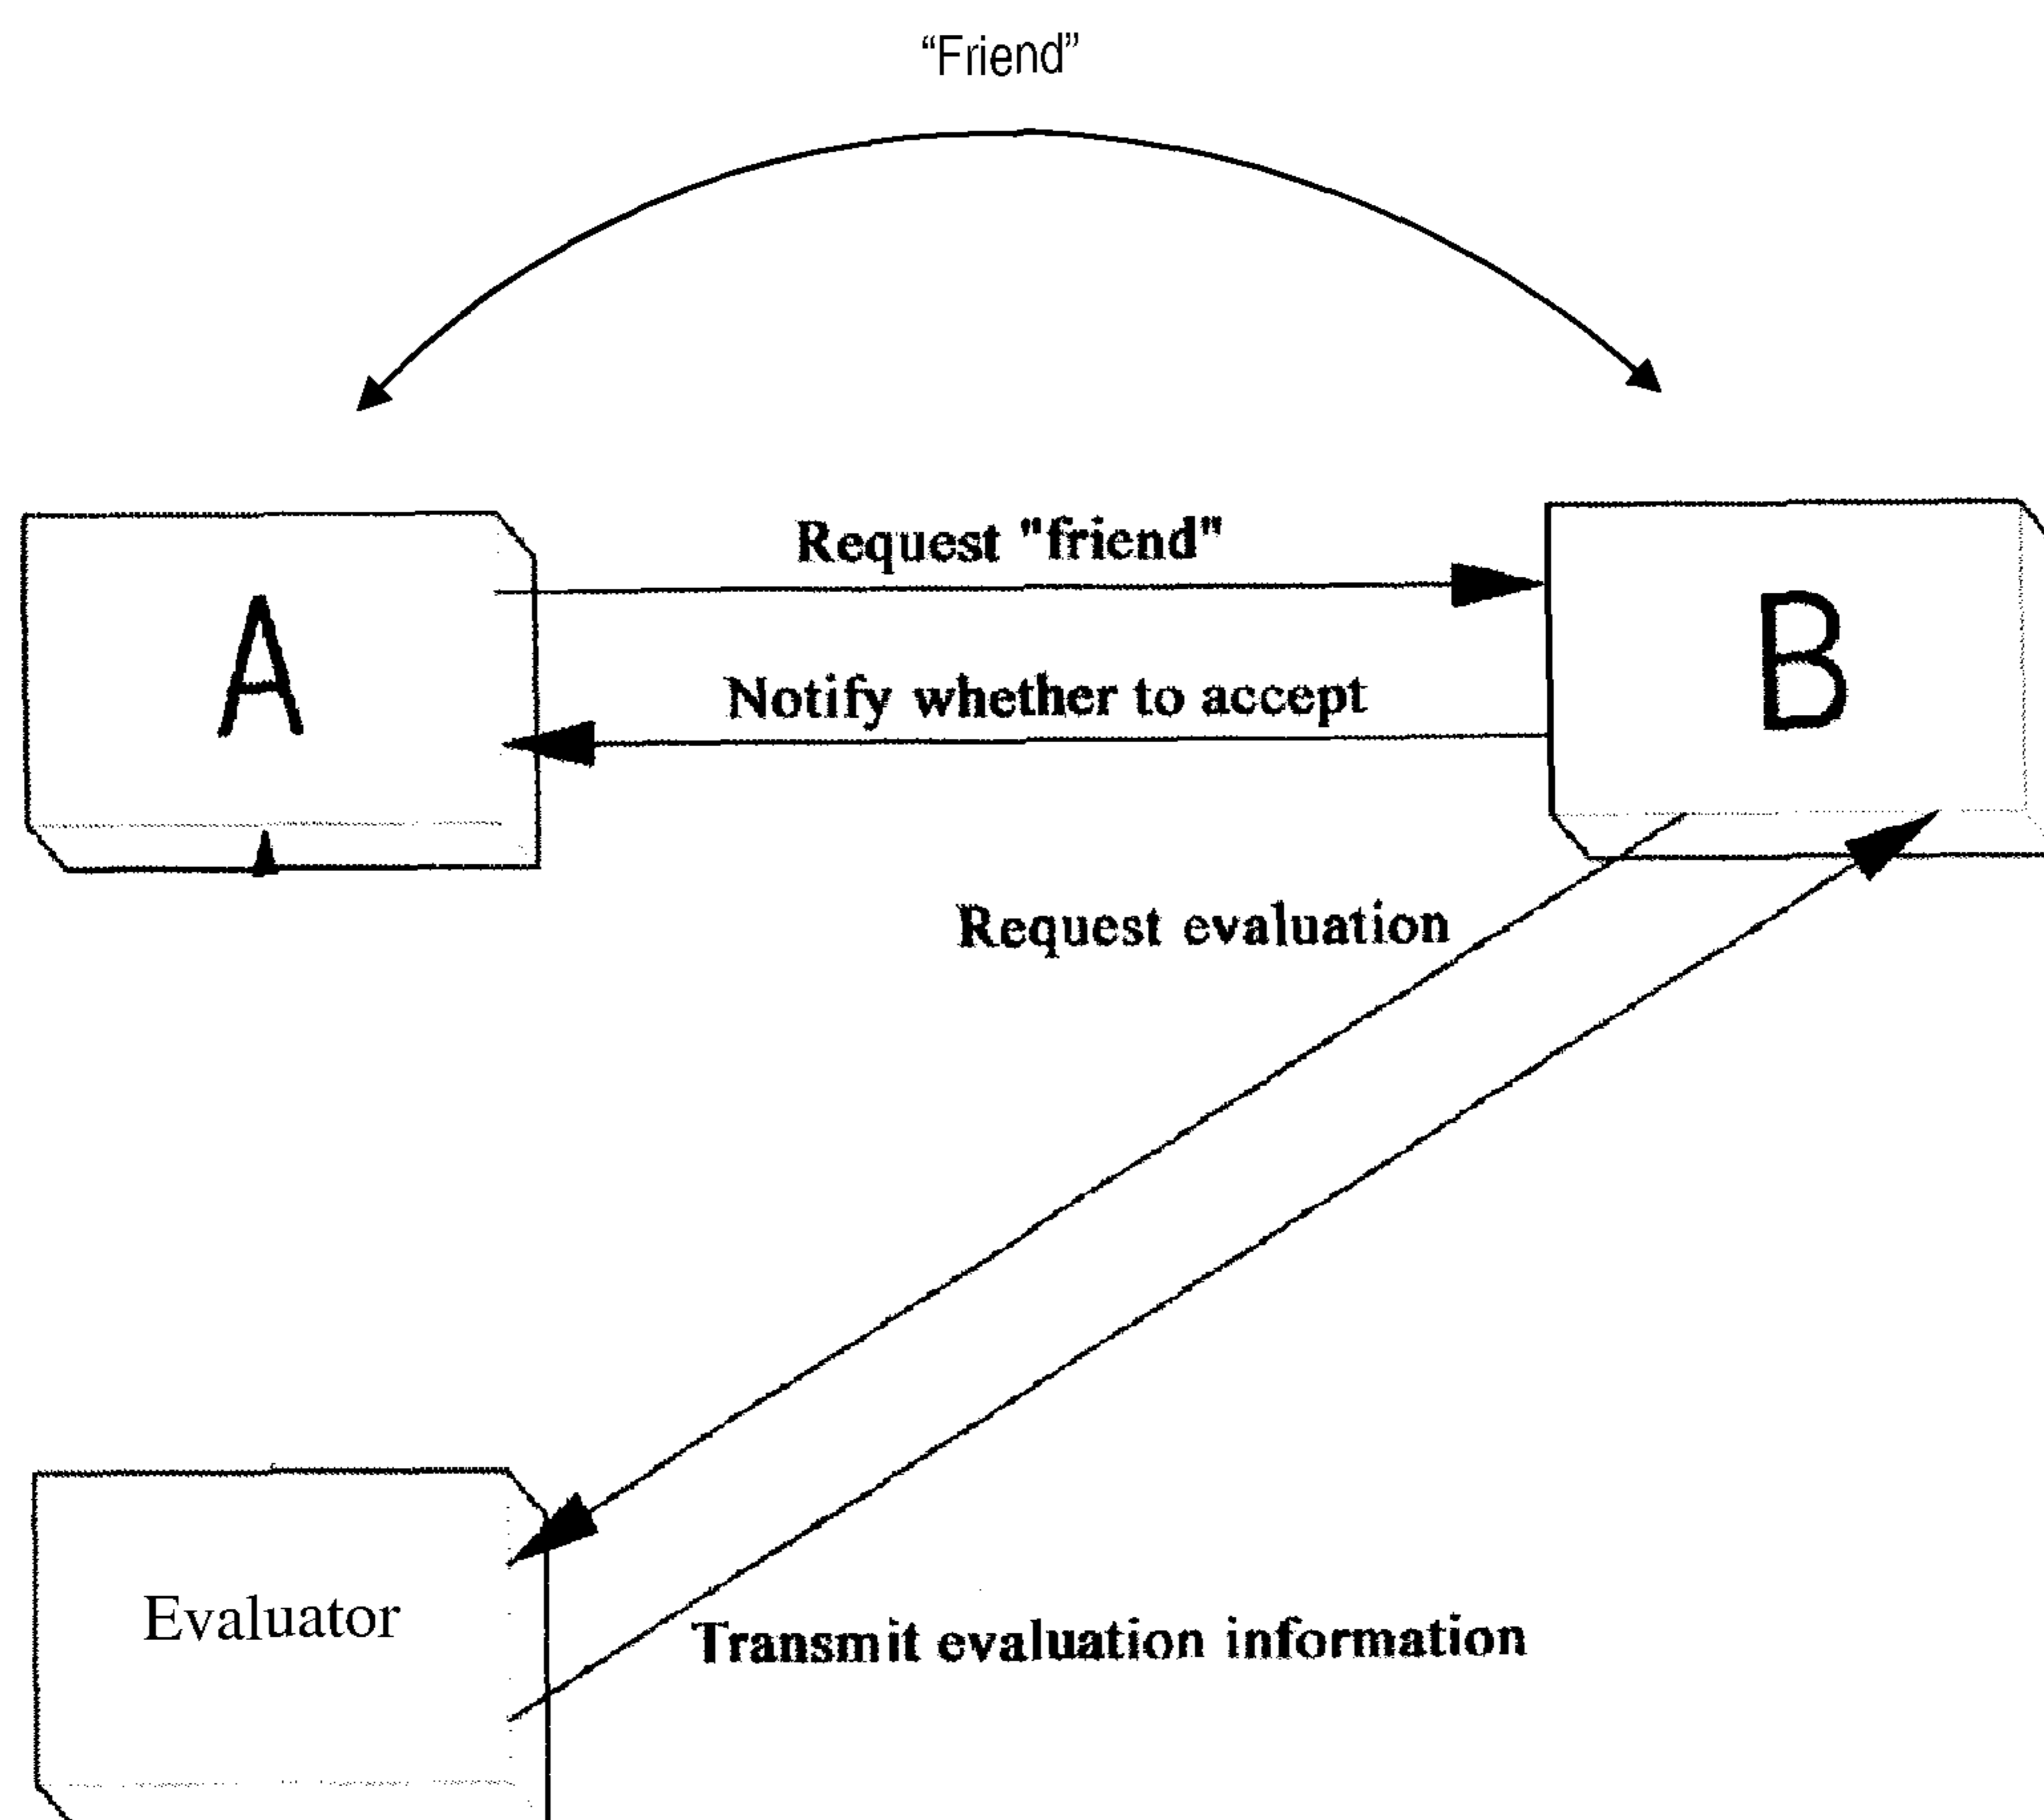 “Friend”
Request "friend"
A
B
Notify whether to accept
Request evaluation
Evaluator
Transmit evaluation information